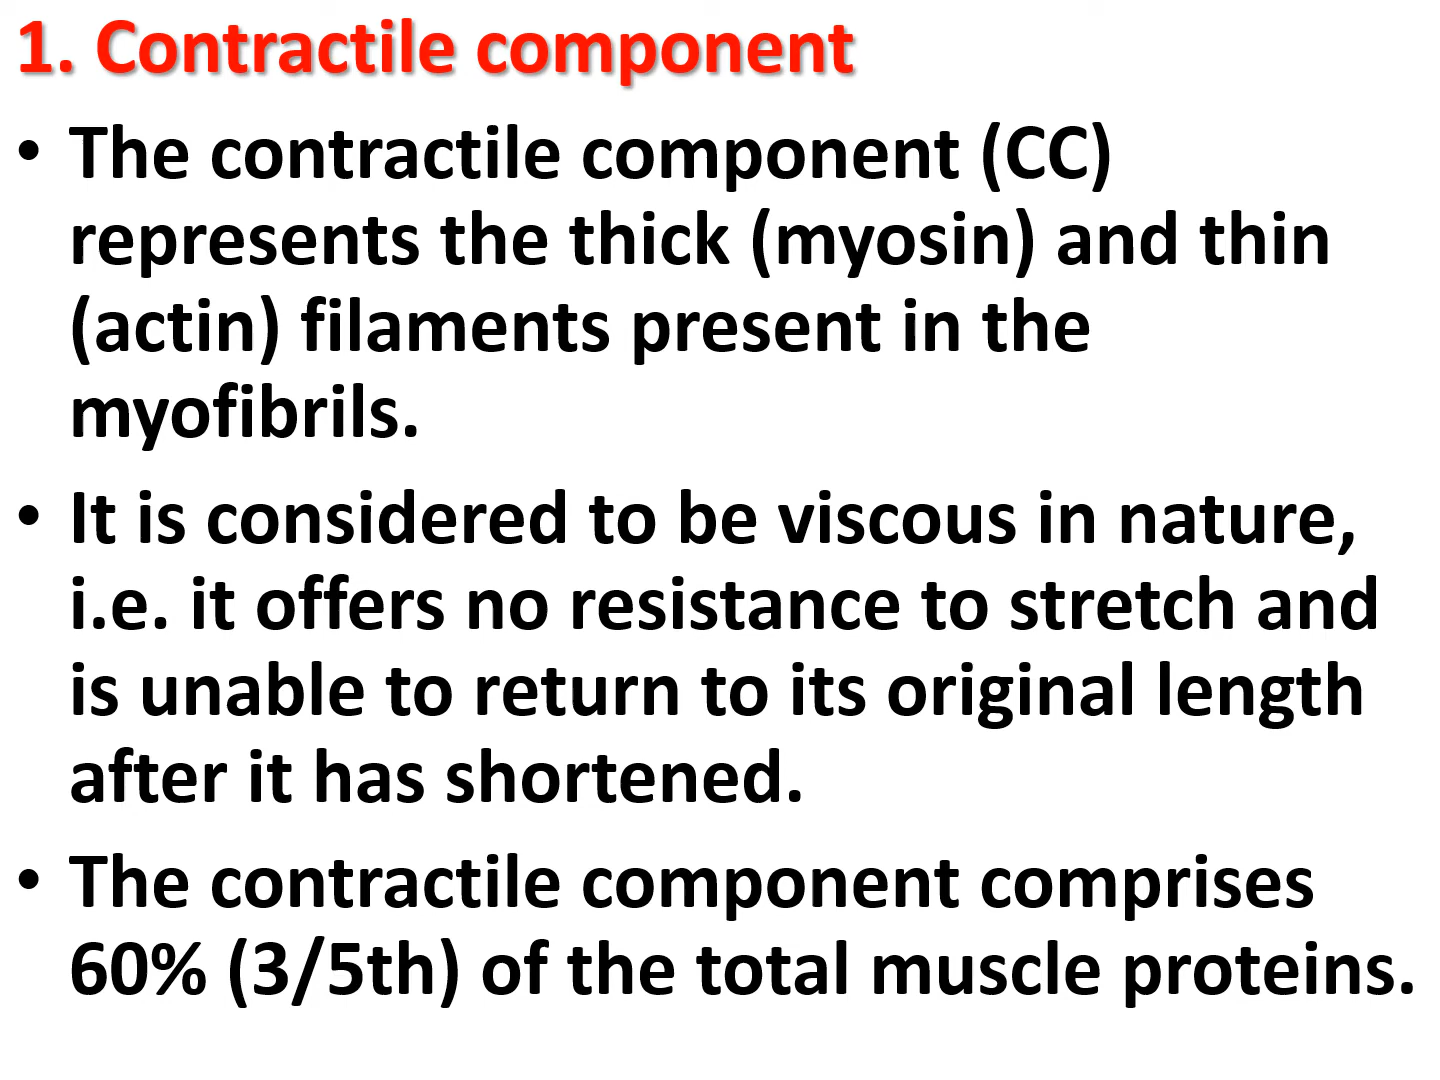 1. Contractile component
• The contractile component (CC)
represents the thick (myosin) and thin
(actin) filaments present in the
myofibrils.
• It is considered to be viscous in nature,
i.e. it offers no resistance to stretch and
is unable to return to its original length
after it has shortened.
• The contractile component comprises
60% (3/5th) of the total muscle proteins.